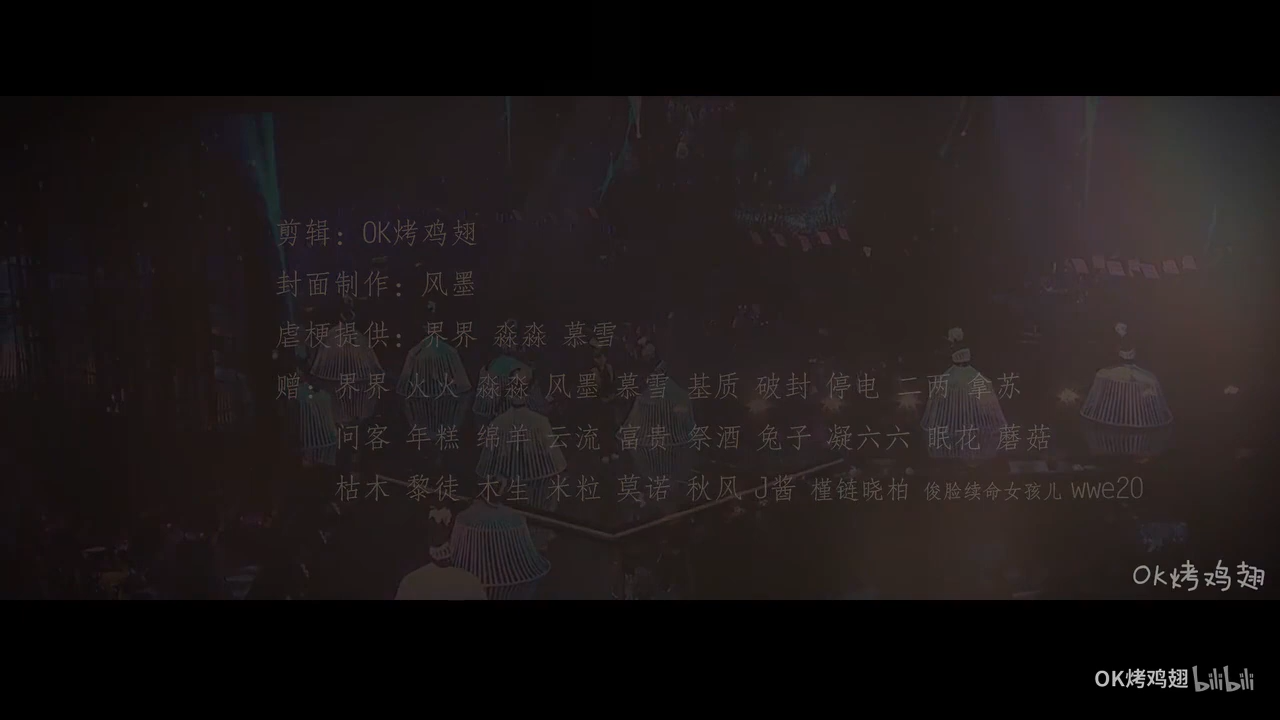 剪辑：OK烤鸡翅
封面制作：风墨
虐梗提供：界界 淼淼 慕雪
赠：界界 火火 淼淼 风墨 慕雪 基质 破封 停电 二两 拿苏
问客 年糕 绵羊 云流 富贵 祭酒 兔子 凝六六 眠花 蘑菇
枯木 黎徒 木生 米粒 莫诺 秋风 J酱 槿链晓柏 俊脸续命女孩儿 wwe20
OK烤鸡翅
OK烤鸡翅 bilibili